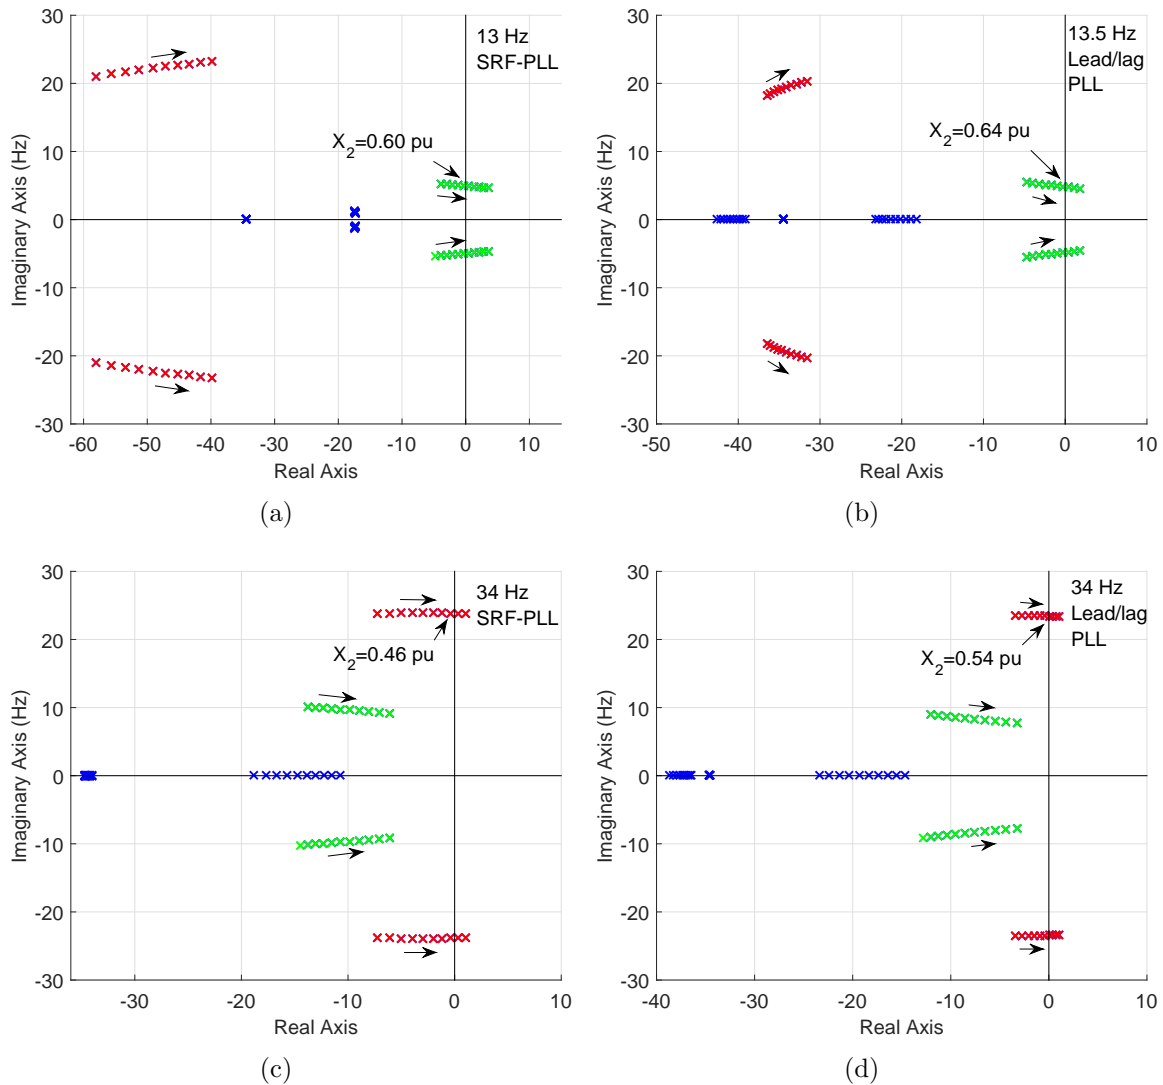 30
20
10
0
-10
-20
-30
-60
-50
-40
-30
-20
-10
0
10
Imaginary Axis (Hz)
Real Axis
13 Hz
SRF-PLL
X2=0.60 pu
(a)
30
20
10
0
-10
-20
-30
-50
-40
-30
-20
-10
0
10
Imaginary Axis (Hz)
Real Axis
13.5 Hz
Lead/lag
PLL
X2=0.64 pu
(b)
30
20
10
0
-10
-20
-30
-30
-20
-10
0
10
Imaginary Axis (Hz)
Real Axis
34 Hz
SRF-PLL
X2=0.46 pu
(c)
30
20
10
0
-10
-20
-30
-40
-30
-20
-10
0
10
Imaginary Axis (Hz)
Real Axis
34 Hz
Lead/lag
PLL
X2=0.54 pu
(d)